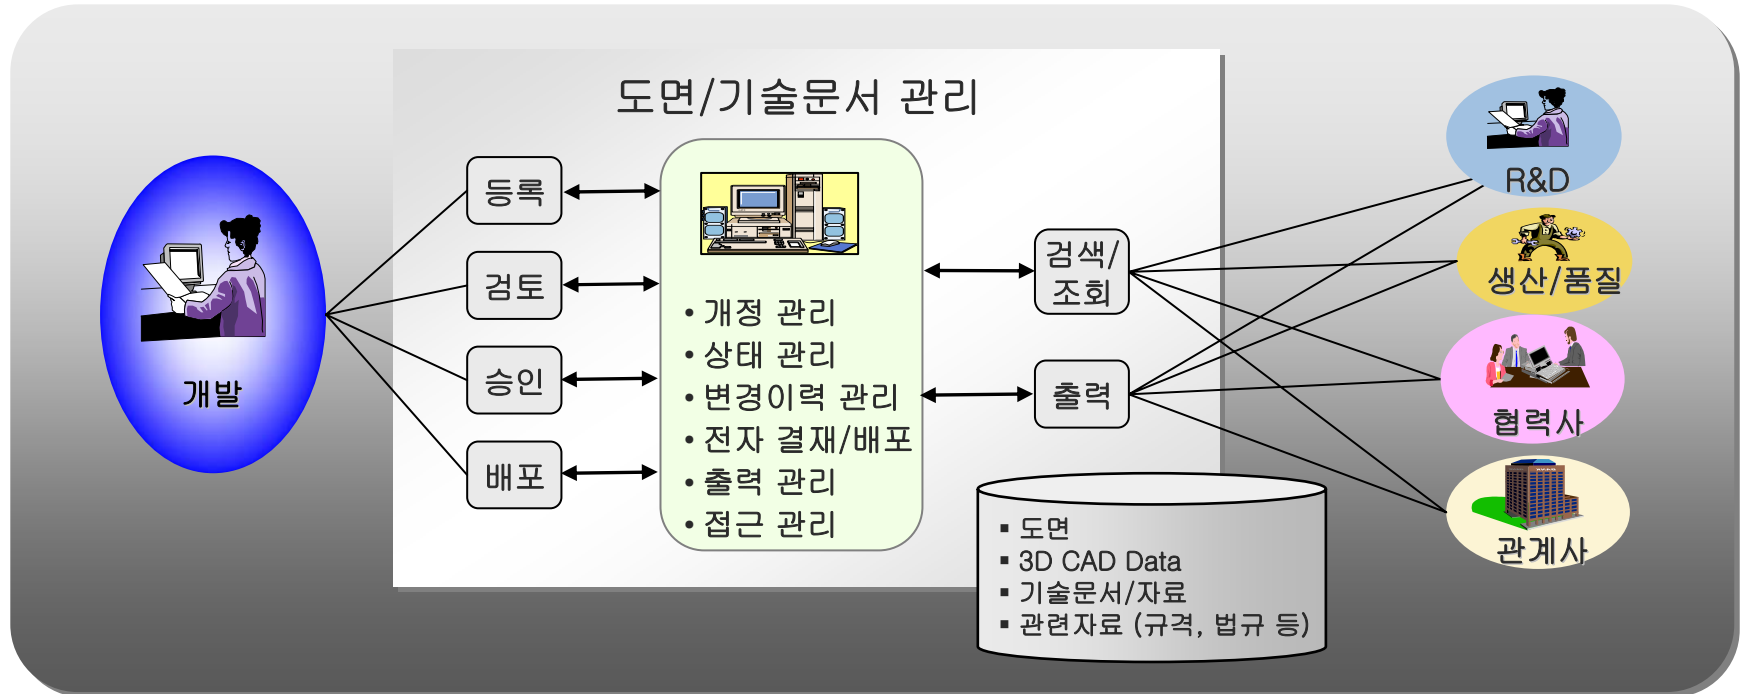 도면/기술문서 관리
개발
등록
검토
승인
배포
• 개정 관리
• 상태 관리
• 변경이력 관리
• 전자 결재/배포
• 출력 관리
• 접근 관리
검색/
조회
출력
▪ 도면
▪ 3D CAD Data
▪ 기술문서/자료
▪ 관련자료 (규격, 법규 등)
R&D
생산/품질
협력사
관계사